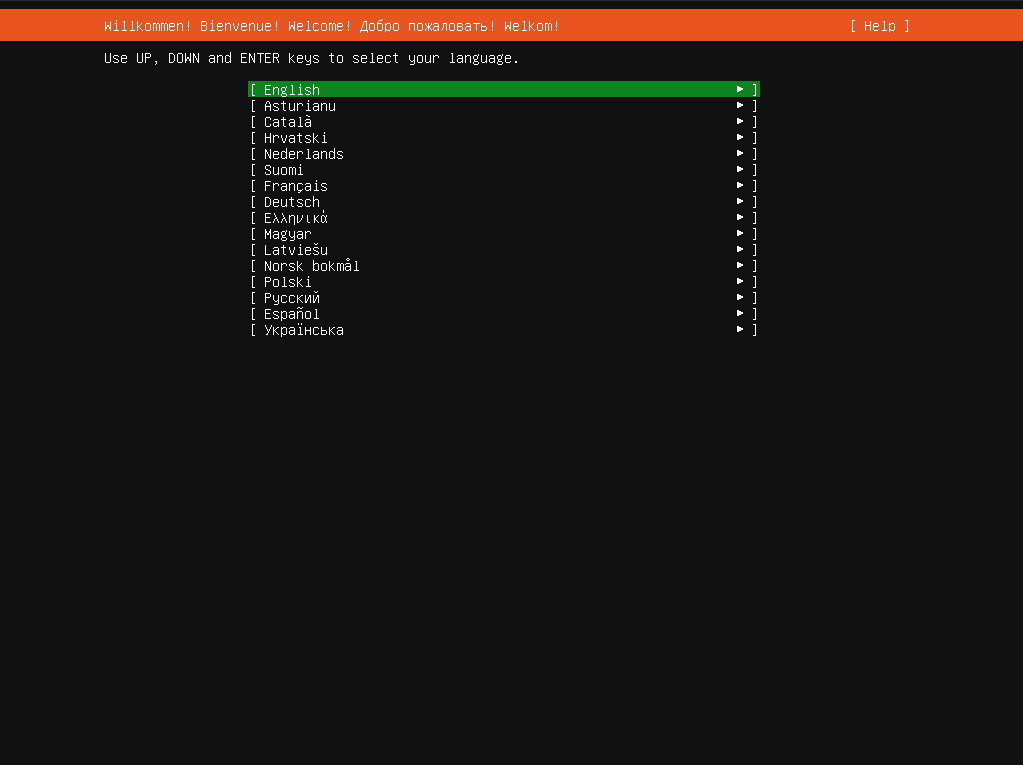 Willkommen! Bienvenue! Welcome! Добро пожаловать! Welkom! [ Help ]
Use UP, DOWN and ENTER keys to select your language.
[ English ► ]
[ Asturianu ► ]
[ Català ► ]
[ Hrvatski ► ]
[ Nederlands ► ]
[ Suomi ► ]
[ Français ► ]
[ Deutsch ► ]
[ Ελληνικά ► ]
[ Magyar ► ]
[ Latviešu ► ]
[ Norsk bokmål ► ]
[ Polski ► ]
[ Русский ► ]
[ Español ► ]
[ Українська ► ]